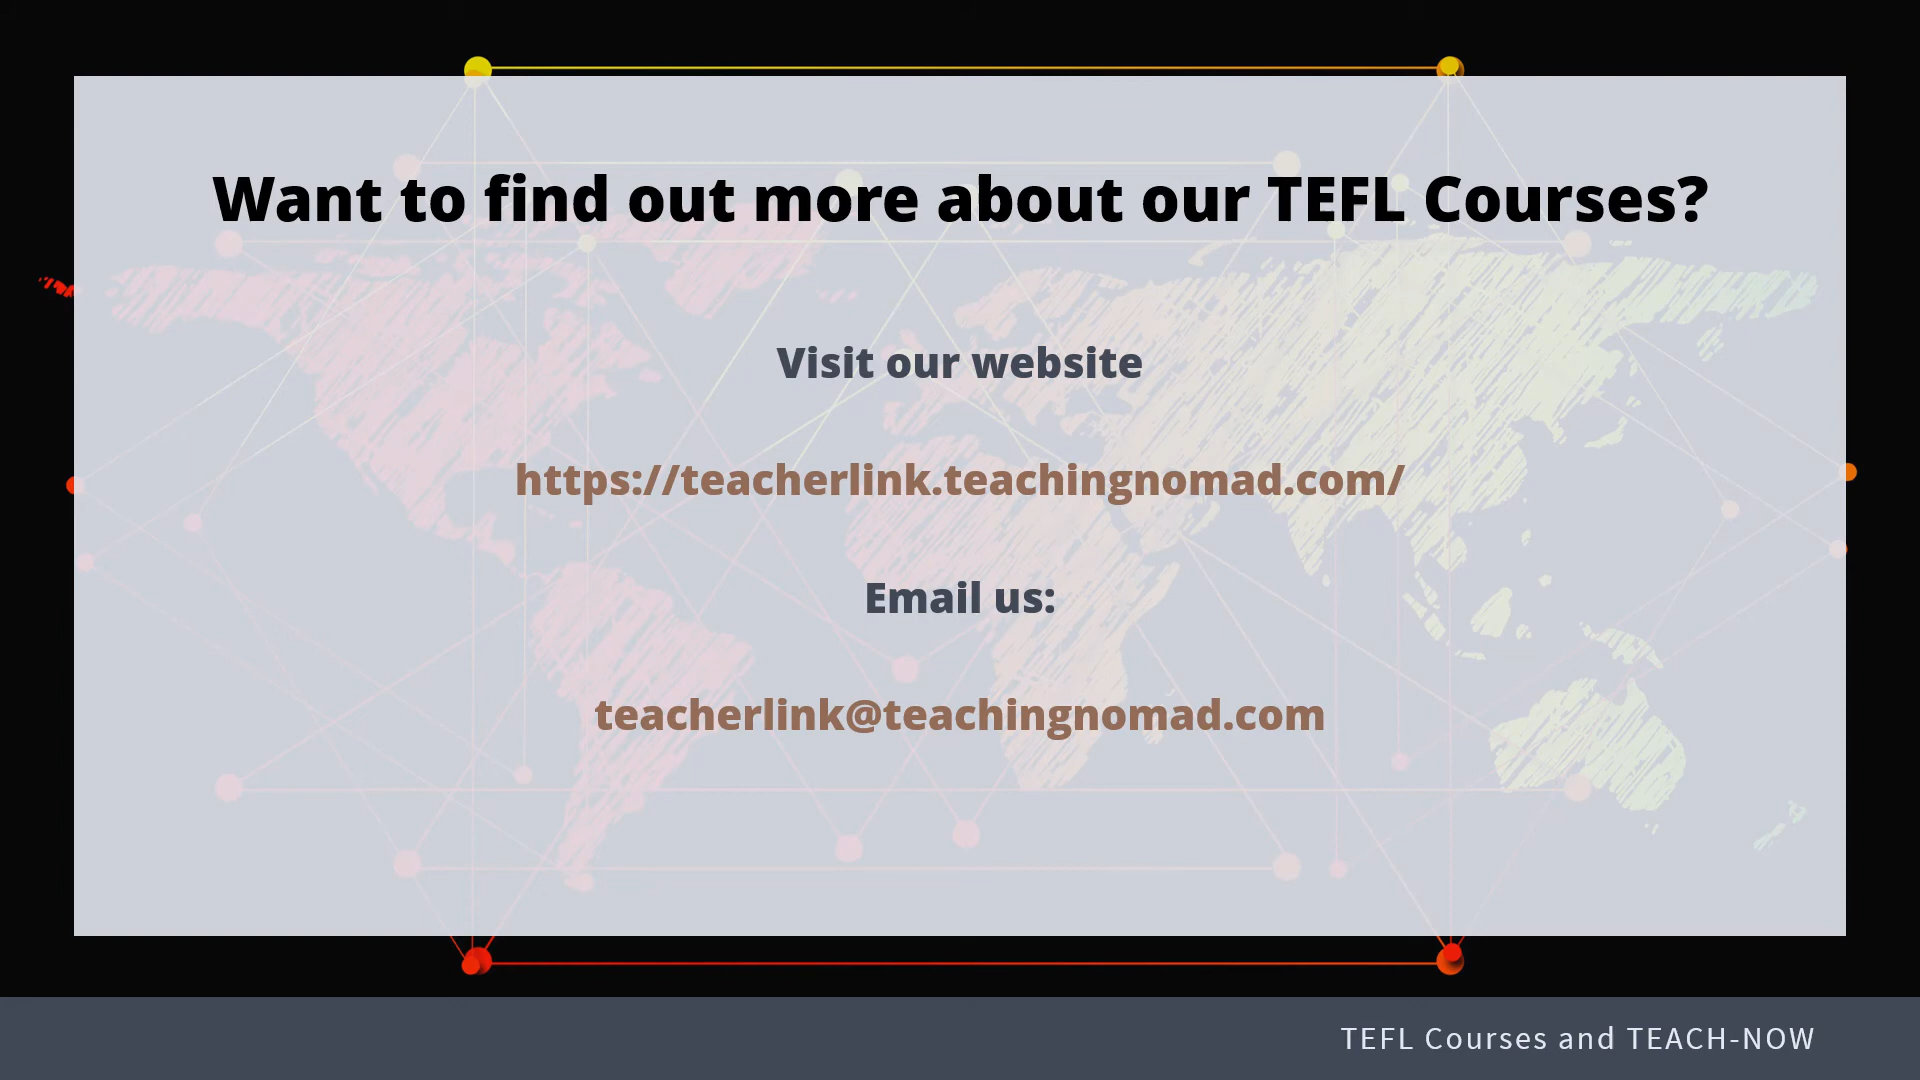 Want to find out more about our TEFL Courses?
Visit our website
https://teacherlink.teachingnomad.com/
Email us:
teacherlink@teachingnomad.com
TEFL Courses and TEACH-NOW